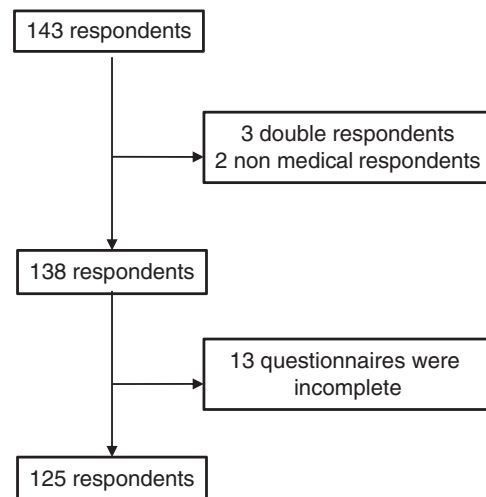 143 respondents
3 double respondents
2 non medical respondents
138 respondents
13 questionnaires were
incomplete
125 respondents